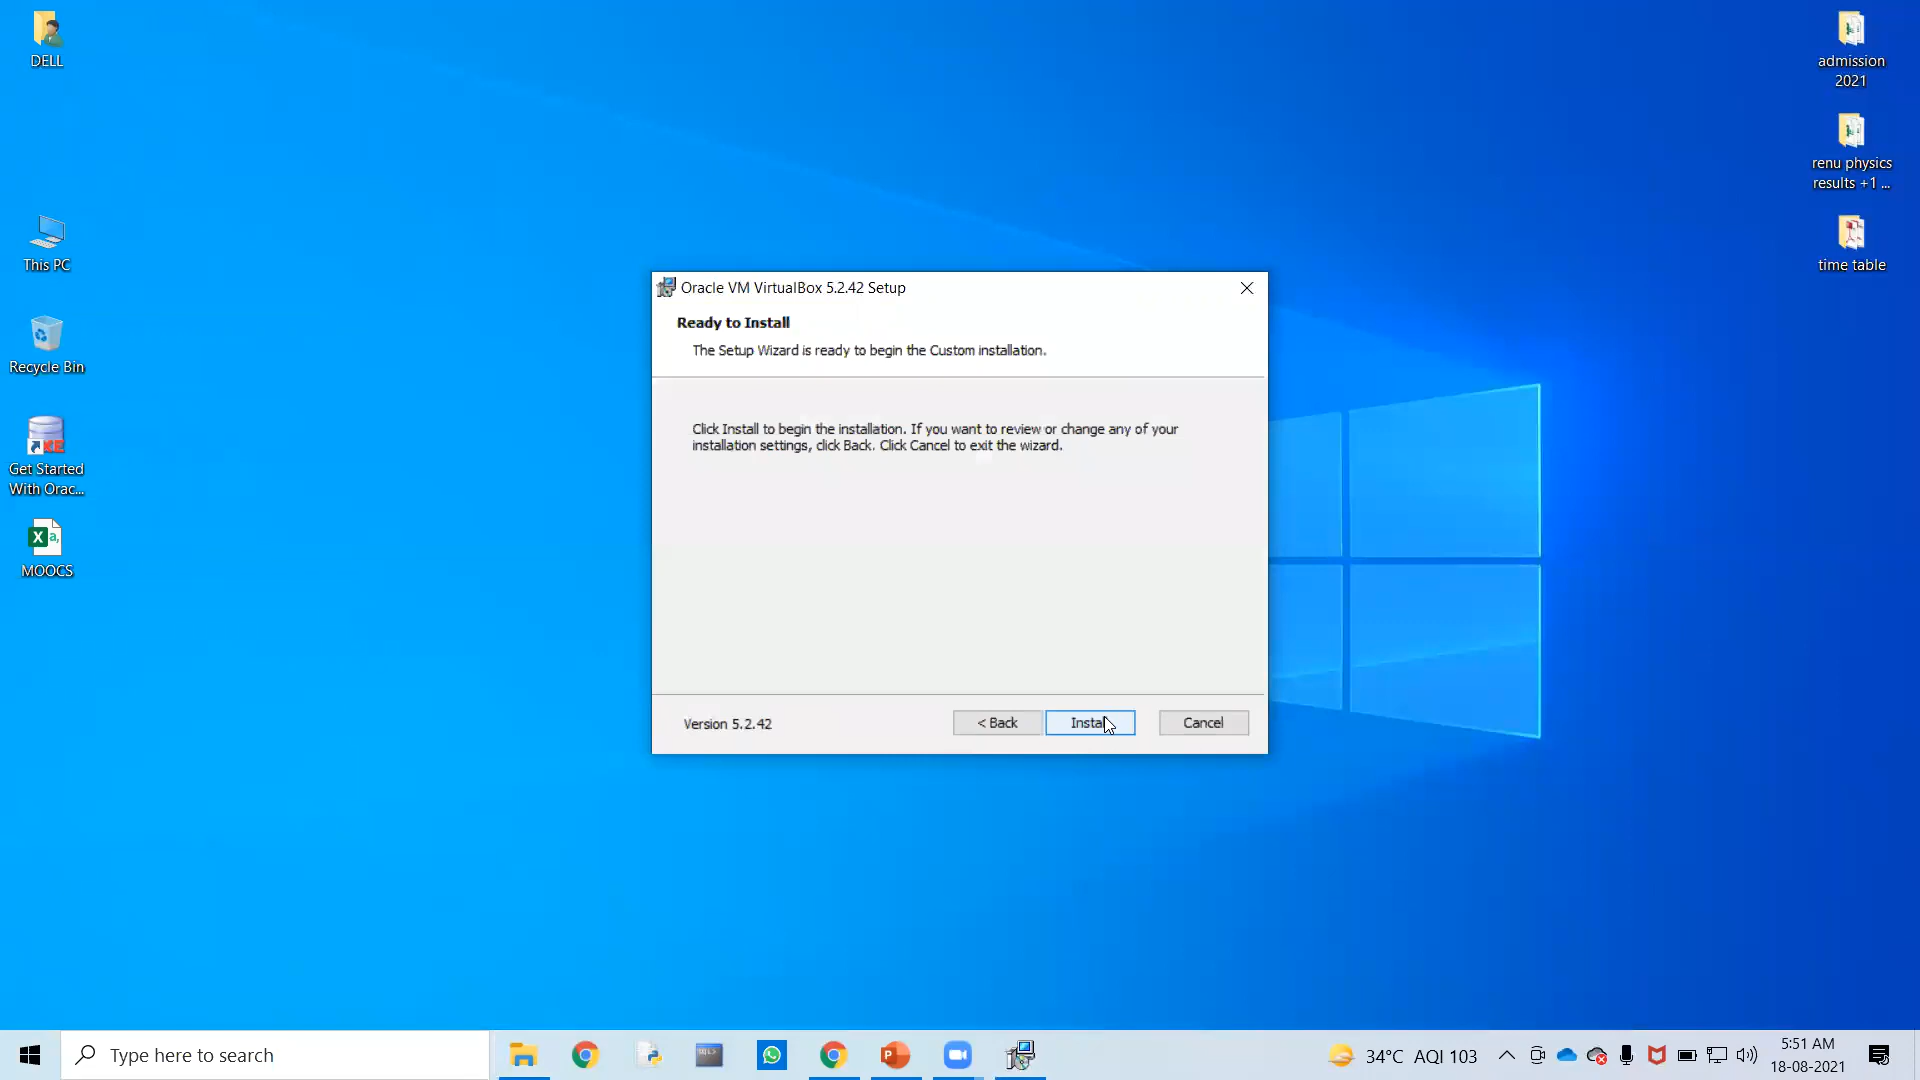 DELL
This PC
Recycle Bin
Get Started
With Orac...
MOOCS
admission
2021
renu physics
results +1 ...
time table
Oracle VM VirtualBox 5.2.42 Setup
Ready to Install
The Setup Wizard is ready to begin the Custom installation.
Click Install to begin the installation. If you want to review or change any of your
installation settings, click Back. Click Cancel to exit the wizard.
Version 5.2.42
< Back
Install
Cancel
Type here to search
34°C AQI 103
5:51 AM
18-08-2021